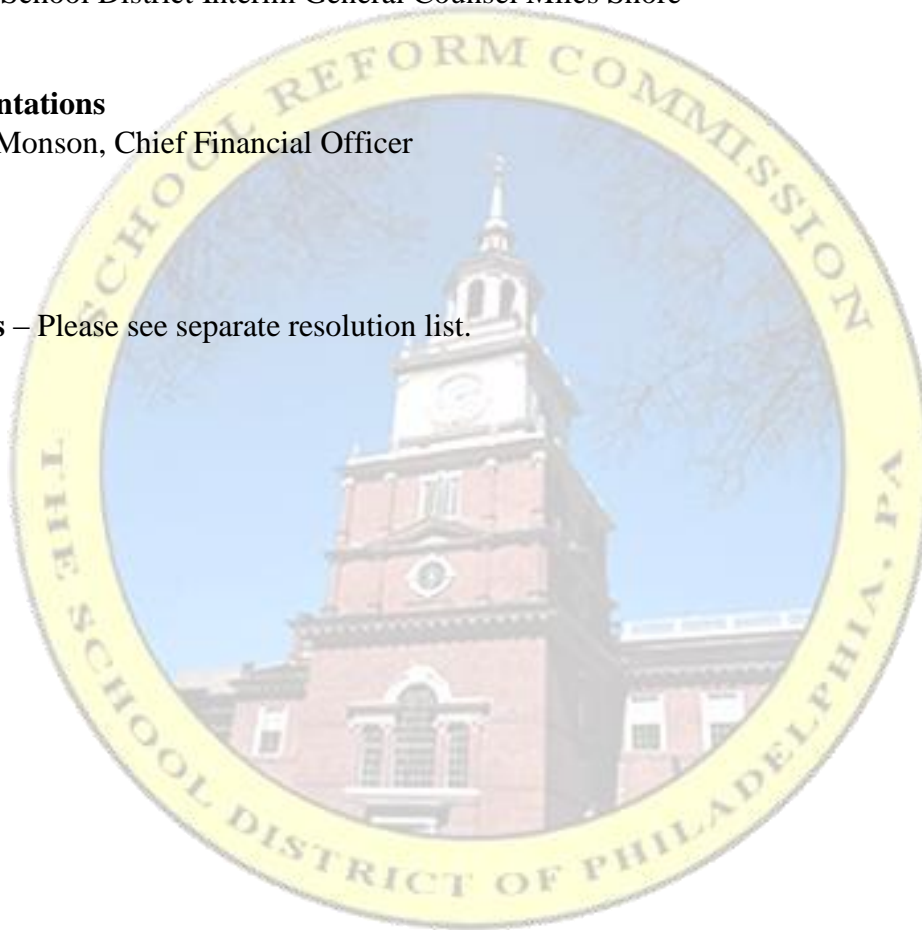 School District Interim General Counsel Miles Shore
ntations
Monson, Chief Financial Officer
s – Please see separate resolution list.
SCHOOL REFORM COMMISSION
THE SCHOOL DISTRICT OF PHILADELPHIA, PA